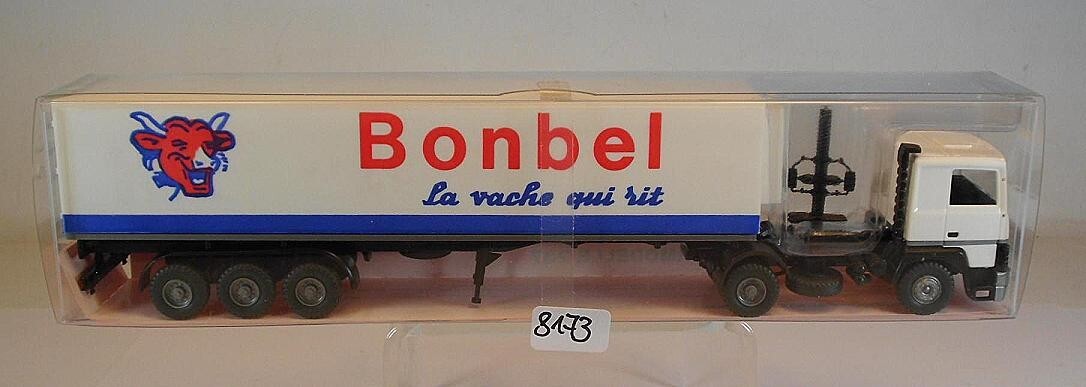 Bonbel
La vache qui rit
8173